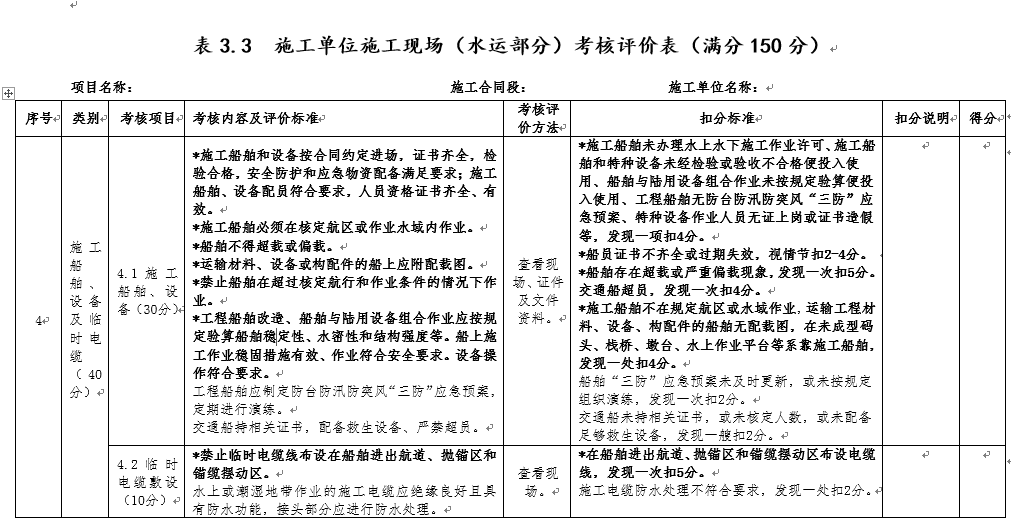 表 3.3 施工单位施工现场（水运部分）考核评价表（满分 150 分）
项目名称：
施工合同段：
施工单位名称：
序号
类别
考核项目
考核内容及评价标准
考核评
价方法
扣分标准
扣分说明
得分
4
施工
船
舶、
设备
及临
时电
缆
（40
分）
4.1 施工
船舶、设
备（30分）
*施工船舶和设备按合同约定进场，证书齐全，检
验合格，安全防护和应急物资配备满足要求；施工
船舶、设备配员符合要求，人员资格证书齐全、有
效。
*施工船舶必须在核定航区或作业水域内作业。
*船舶不得超载或偏载。
*运输材料、设备或构配件的船上应附配载图。
*禁止船舶在超过核定航行和作业条件的情况下作
业。
*工程船舶改造、船舶与陆用设备组合作业应按规
定验算船舶稳定性、水密性和结构强度等。船上施
工作业稳固措施有效、作业符合安全要求。设备操
作符合要求。
工程船舶应制定防台防汛防突风“三防”应急预案，
定期进行演练。
交通船持相关证书，配备救生设备、严禁超员。
查看现
场、证件
及文件
资料。
*施工船舶未办理水上水下施工作业许可、施工船
舶和特种设备未经检验或验收不合格便投入使
用、船舶与陆用设备组合作业未按规定验算便投
入使用、工程船舶无防台防汛防突风“三防”应
急预案、特种设备作业人员无证上岗或证书造假
等，发现一项扣4分。
*船员证书不齐全或过期失效，视情节扣2-4分。
*船舶存在超载或严重偏载现象，发现一次扣5分。
交通船超员，发现一次扣4分。
*施工船舶不在规定航区或水域作业，运输工程材
料、设备、构配件的船舶无配载图，在未成型码
头、栈桥、墩台、水上作业平台等系靠施工船舶，
发现一处扣4分。
船舶“三防”应急预案未及时更新，或未按规定
组织演练，发现一次扣2分。
交通船未持相关证书，或未核定人数，或未配备
足够救生设备，发现一艘扣2分。
4.2 临时
电缆敷设
（10分）
*禁止临时电缆线布设在船舶进出航道、抛锚区和
锚缆摆动区。
水上或潮湿地带作业的施工电缆应绝缘良好且具
有防水功能，接头部分应进行防水处理。
查看现
场。
*在船舶进出航道、抛锚区和锚缆摆动区布设电缆
线，发现一次扣5分。
施工电缆防水处理不符合要求，发现一处扣2分。